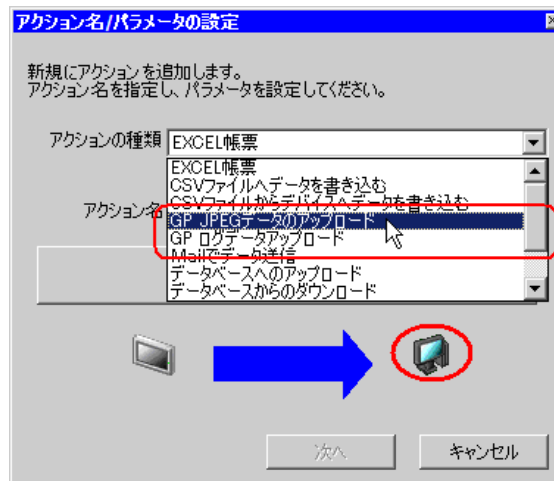 アクション名/パラメータの設定
新規にアクションを追加します。
アクション名を指定し、パラメータを設定してください。
アクションの種類 EXCEL帳票
EXCEL帳票
CSVファイルへデータを書き込む
アクション名 CSVファイルからデバイスへデータを書き込む
GP JPEGデータのアップロード
GP ログデータアップロード
Mailでデータ送信
データベースへのアップロード
データベースからのダウンロード
次へ キャンセル